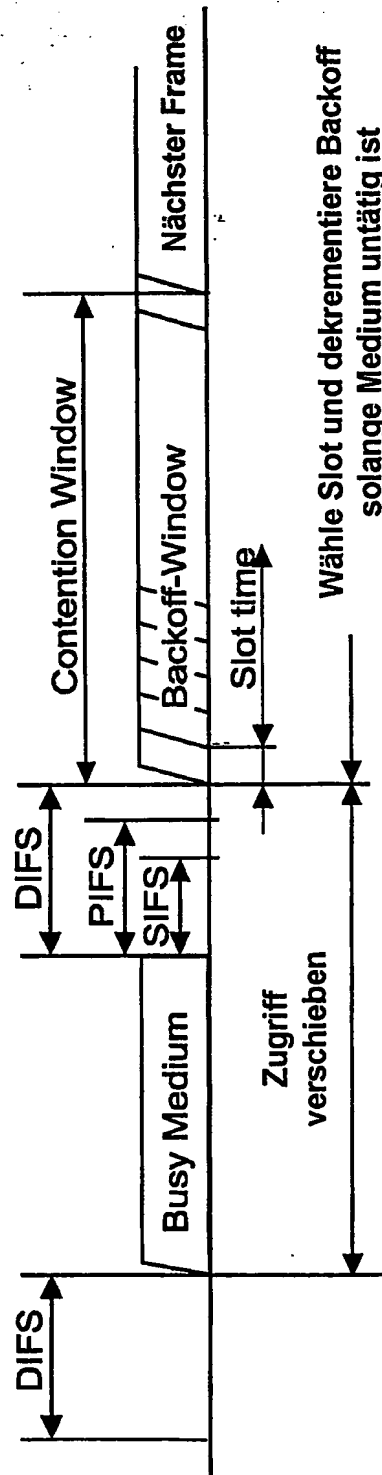 DIFS
DIFS
Contention Window
PIFS
SIFS
Busy Medium
Backoff-Window
Nächster Frame
Slot time
Zugriff
verschieben
Wähle Slot und dekrementiere Backoff
solange Medium untätig ist